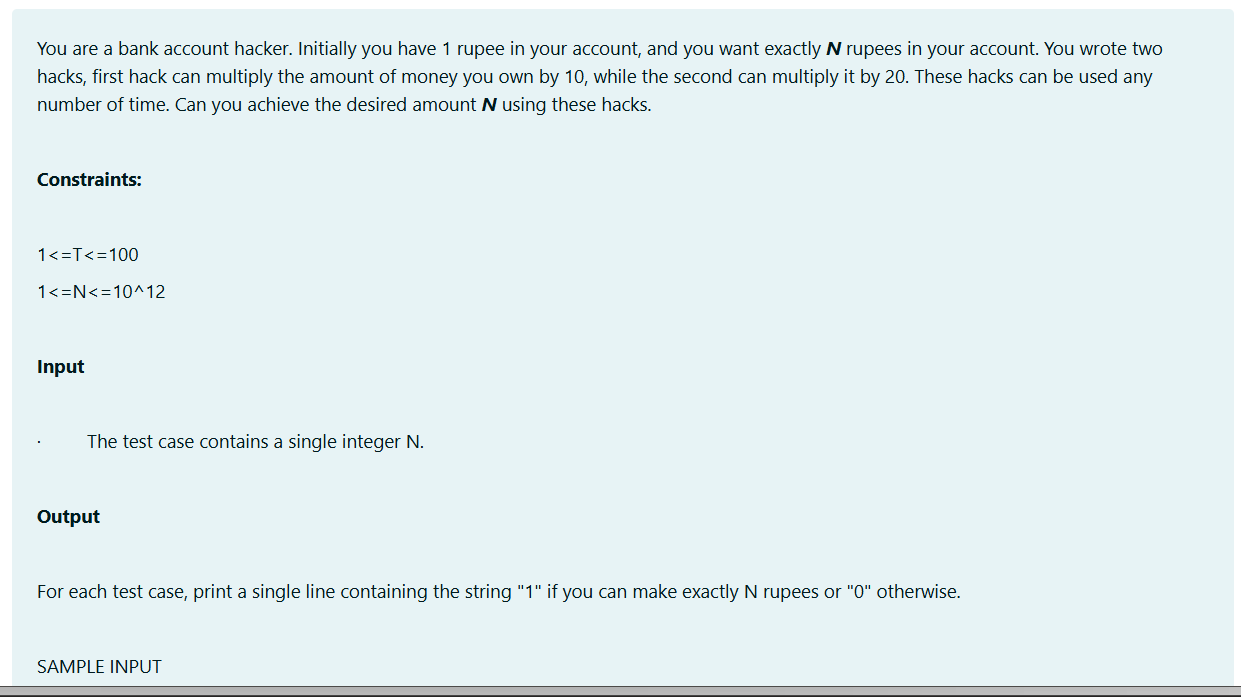 You are a bank account hacker. Initially you have 1 rupee in your account, and you want exactly N rupees in your account. You wrote two
hacks, first hack can multiply the amount of money you own by 10, while the second can multiply it by 20. These hacks can be used any
number of time. Can you achieve the desired amount N using these hacks.
Constraints:
1<=T<=100
1<=N<=10^12
Input
· The test case contains a single integer N.
Output
For each test case, print a single line containing the string "1" if you can make exactly N rupees or "0" otherwise.
SAMPLE INPUT